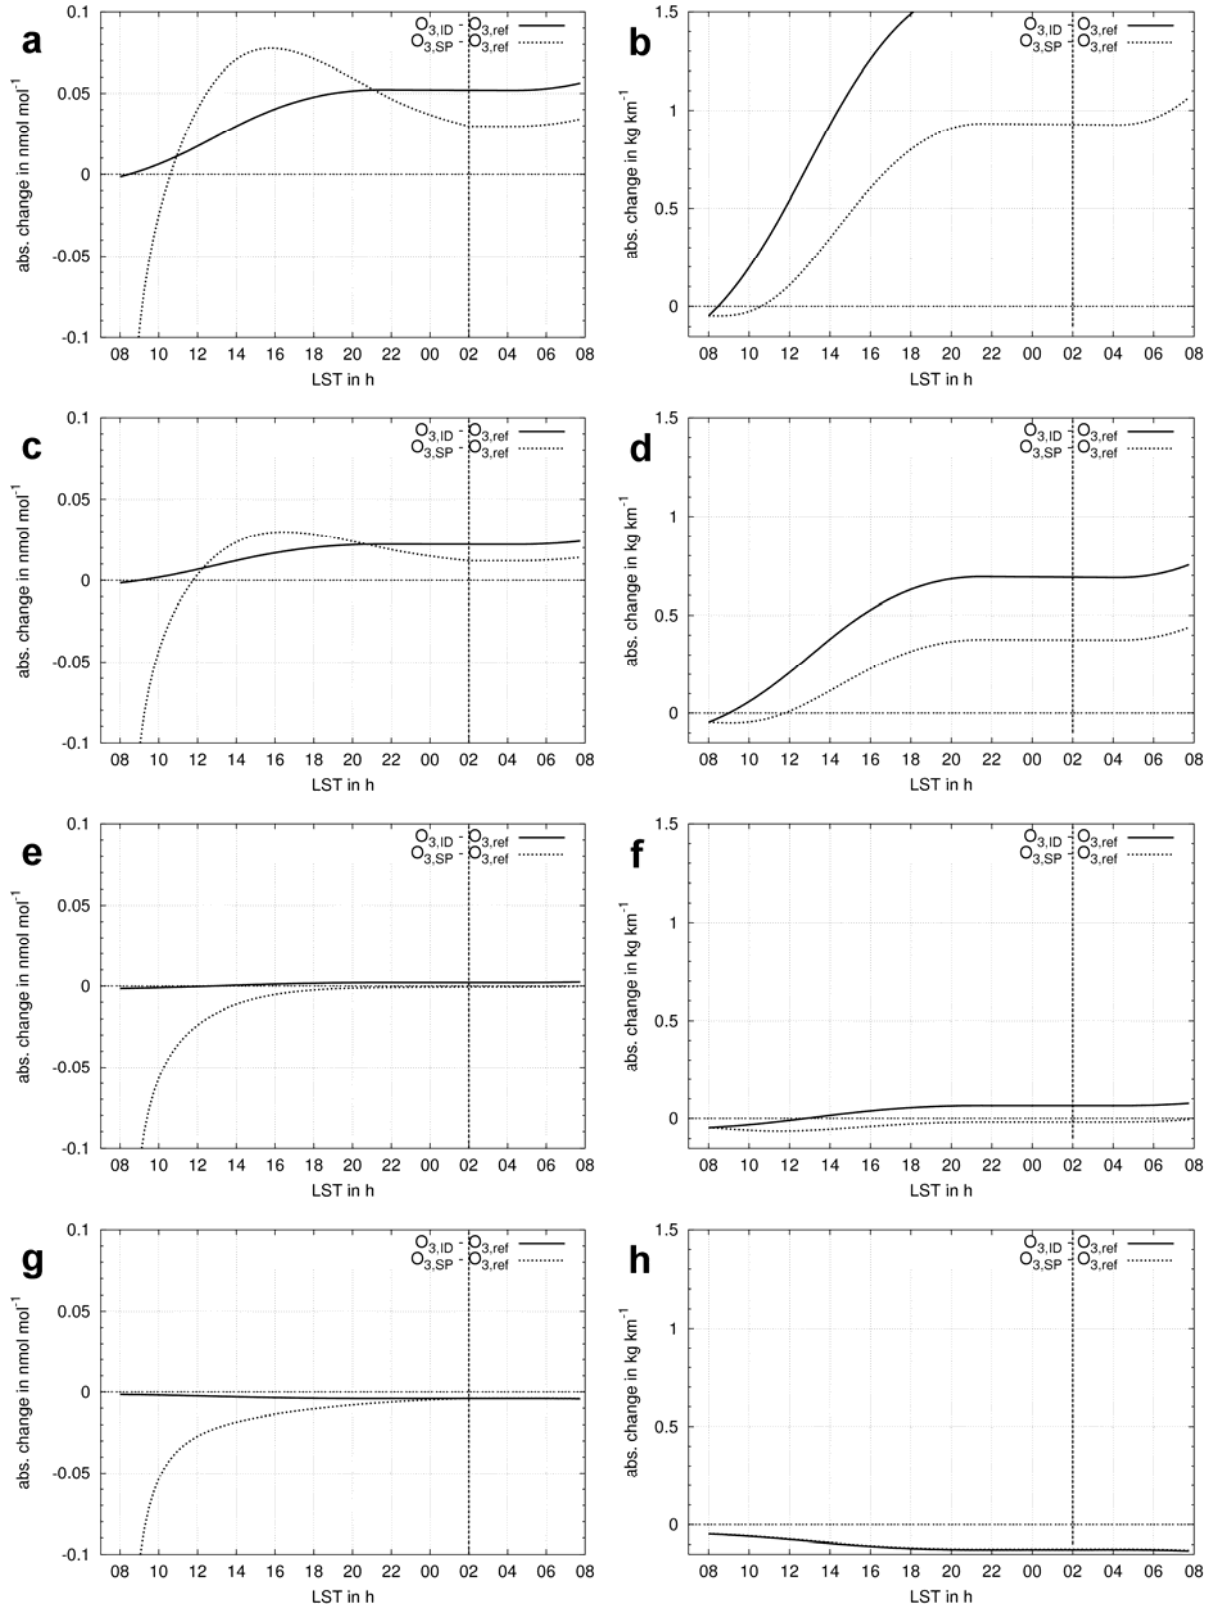 a
O3,ID - O3,ref
O3,SP - O3,ref
abs. change in nmol mol-1
0.1
0.05
0
-0.05
-0.1
08 10 12 14 16 18 20 22 00 02 04 06 08
LST in h
b
O3,ID - O3,ref
O3,SP - O3,ref
abs. change in kg km-1
1.5
1
0.5
0
08 10 12 14 16 18 20 22 00 02 04 06 08
LST in h
c
O3,ID - O3,ref
O3,SP - O3,ref
abs. change in nmol mol-1
0.1
0.05
0
-0.05
-0.1
08 10 12 14 16 18 20 22 00 02 04 06 08
LST in h
d
O3,ID - O3,ref
O3,SP - O3,ref
abs. change in kg km-1
1.5
1
0.5
0
08 10 12 14 16 18 20 22 00 02 04 06 08
LST in h
e
O3,ID - O3,ref
O3,SP - O3,ref
abs. change in nmol mol-1
0.1
0.05
0
-0.05
-0.1
08 10 12 14 16 18 20 22 00 02 04 06 08
LST in h
f
O3,ID - O3,ref
O3,SP - O3,ref
abs. change in kg km-1
1.5
1
0.5
0
08 10 12 14 16 18 20 22 00 02 04 06 08
LST in h
g
O3,ID - O3,ref
O3,SP - O3,ref
abs. change in nmol mol-1
0.1
0.05
0
-0.05
-0.1
08 10 12 14 16 18 20 22 00 02 04 06 08
LST in h
h
O3,ID - O3,ref
O3,SP - O3,ref
abs. change in kg km-1
1.5
1
0.5
0
08 10 12 14 16 18 20 22 00 02 04 06 08
LST in h